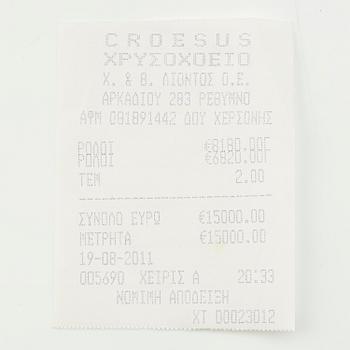 CROESUS
ΧΡΥΣΟΧΟΕΙΟ
Χ. & Β. ΛΙΟΝΤΟΣ Ο.Ε.
ΑΡΚΑΔΙΟΥ 283 ΡΕΘΥΜΝΟ
ΑΦΜ 081891442 ΔΟΥ ΧΕΡΣΟΝΗΣ
ΡΟΛΟΙ €8180.00Γ
ΡΟΛΟΙ €6820.00Γ
ΤΕΜ 2.00
--------------------------------
ΣΥΝΟΛΟ ΕΥΡΩ €15000.00
ΜΕΤΡΗΤΑ €15000.00
19-08-2011
005690 ΧΕΙΡΙΣ Α 20:33
ΝΟΜΙΜΗ ΑΠΟΔΕΙΞΗ
ΧΤ 00023012